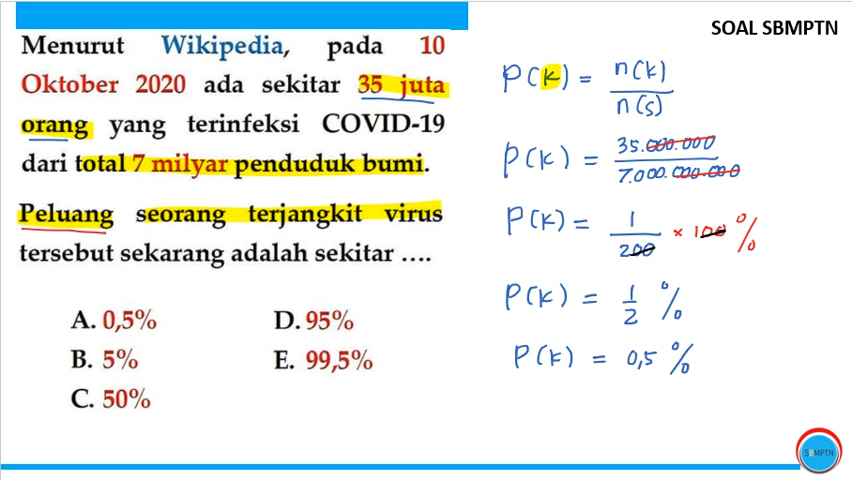 SOAL SBMPTN
Menurut Wikipedia, pada 10
Oktober 2020 ada sekitar 35 juta
orang yang terinfeksi COVID-19
dari total 7 milyar penduduk bumi.
Peluang seorang terjangkit virus
tersebut sekarang adalah sekitar ....
A. 0,5%
B. 5%
C. 50%
D. 95%
E. 99,5%
P(k) = n(k) / n(s)
P(k) = 35.000.000 / 7.000.000.000
P(k) = 1 / 200 × 100 %
P(k) = 1/2 %
P(k) = 0,5 %
SBMPTN